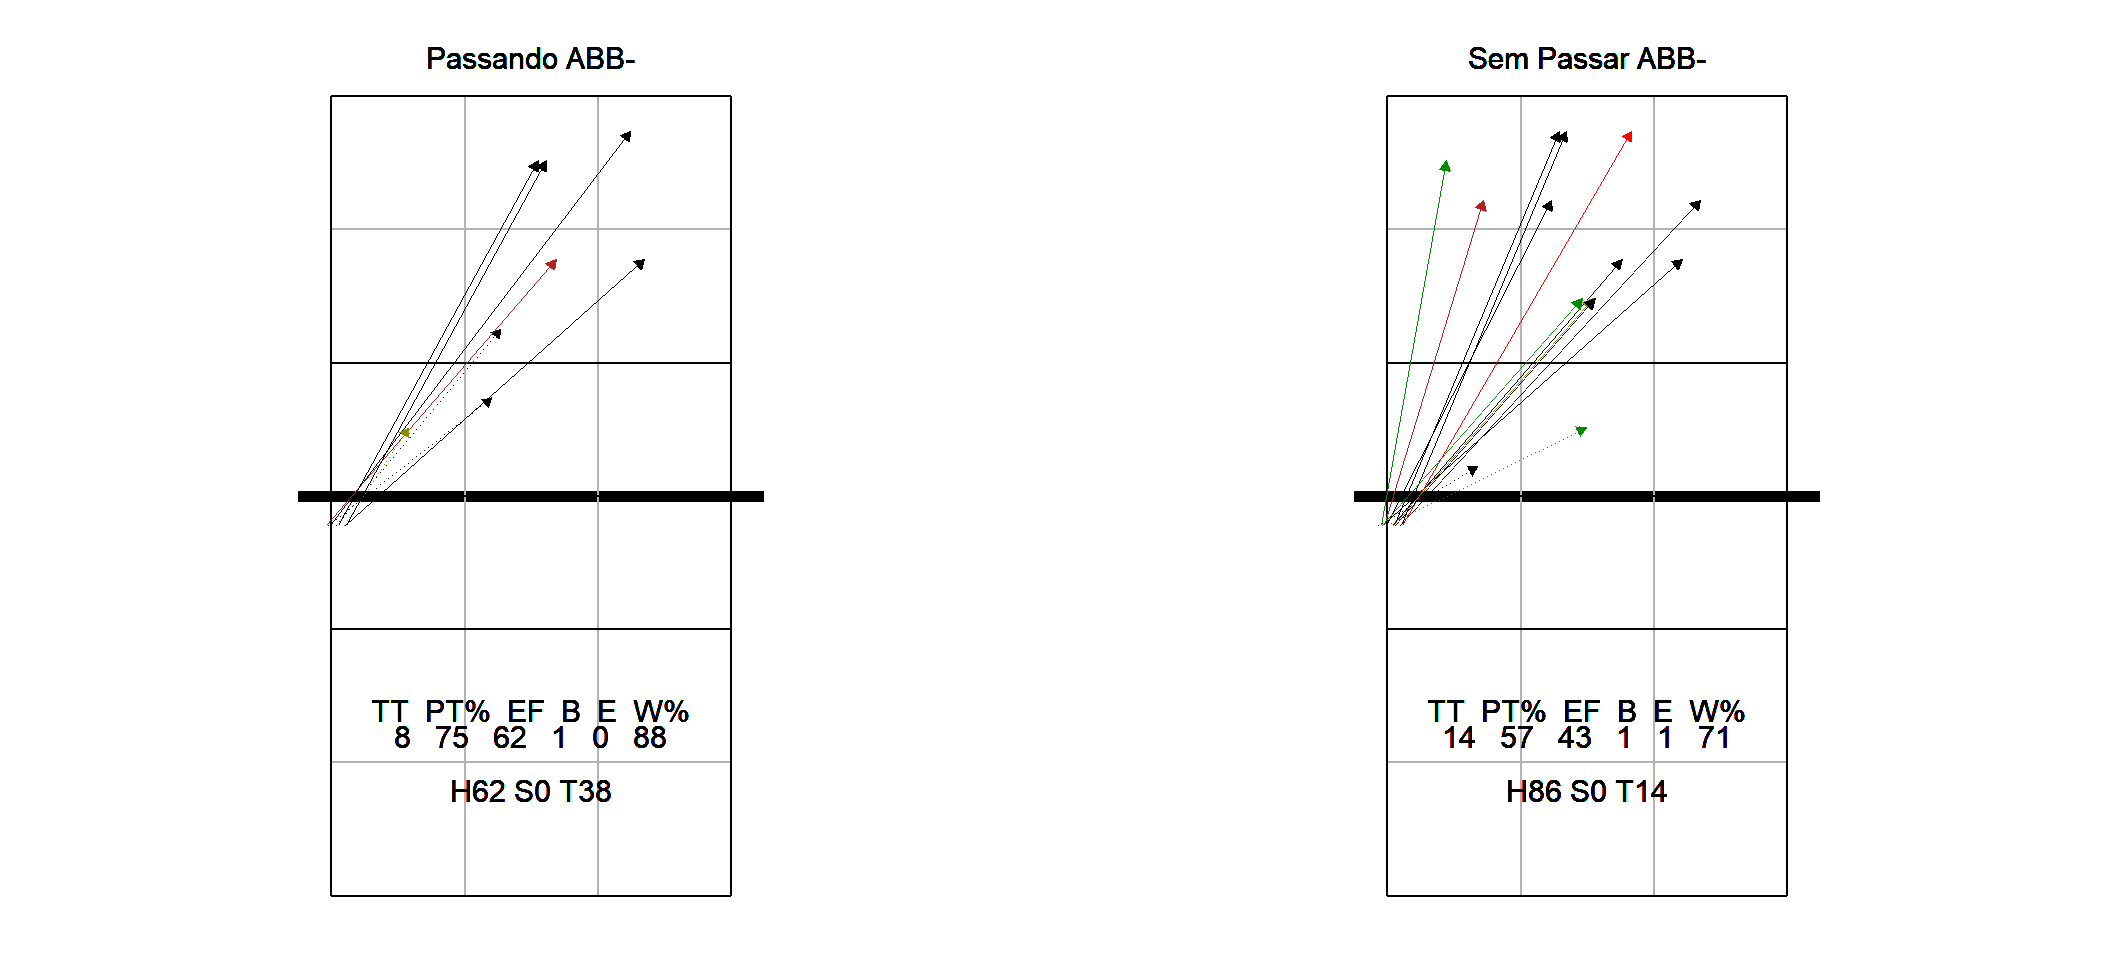 Passando ABB-
TT PT% EF B E W%
8 75 62 1 0 88
H62 S0 T38
Sem Passar ABB-
TT PT% EF B E W%
14 57 43 1 1 71
H86 S0 T14